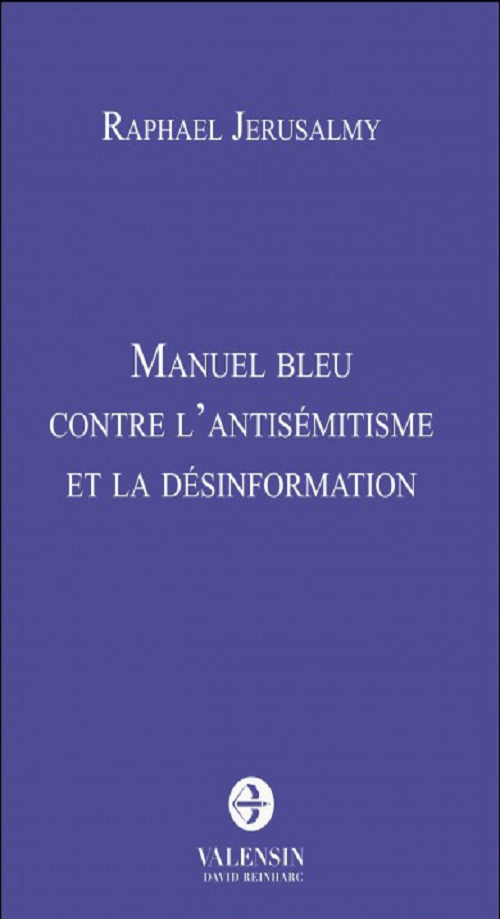 RAPHAEL JERUSALMY
MANUEL BLEU
CONTRE L'ANTISÉMITISME
ET LA DÉSINFORMATION
VALENSIN
DAVID REINHARC